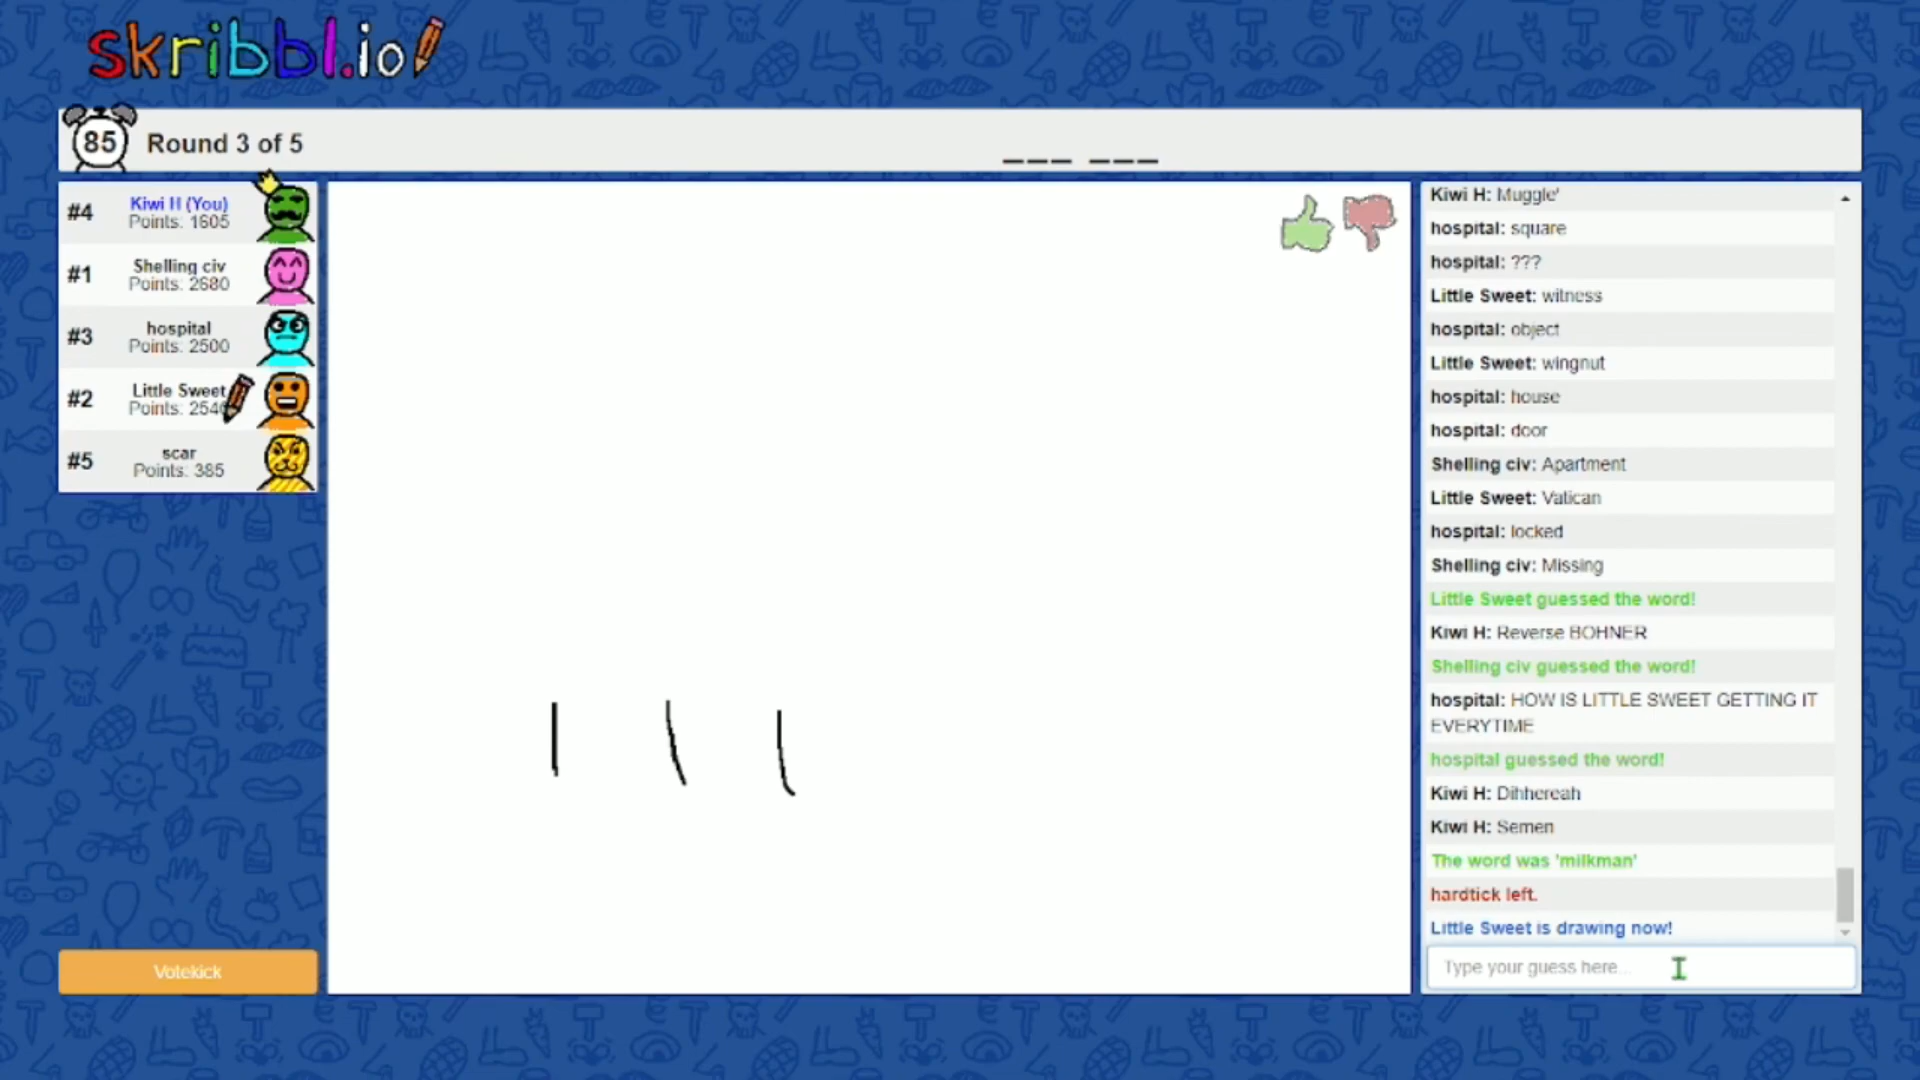 skribbl.io
85
Round 3 of 5
___ ___
#4
Kiwi H (You)
Points: 1605
#1
Shelling civ
Points: 2680
#3
hospital
Points: 2500
#2
Little Sweet
Points: 2540
#5
scar
Points: 385
Votekick
Kiwi H: Muggle'
hospital: square
hospital: ???
Little Sweet: witness
hospital: object
Little Sweet: wingnut
hospital: house
hospital: door
Shelling civ: Apartment
Little Sweet: Vatican
hospital: locked
Shelling civ: Missing
Little Sweet guessed the word!
Kiwi H: Reverse BOHNER
Shelling civ guessed the word!
hospital: HOW IS LITTLE SWEET GETTING IT
EVERYTIME
hospital guessed the word!
Kiwi H: Dihhereah
Kiwi H: Semen
The word was 'milkman'
hardtick left.
Little Sweet is drawing now!
Type your guess here...